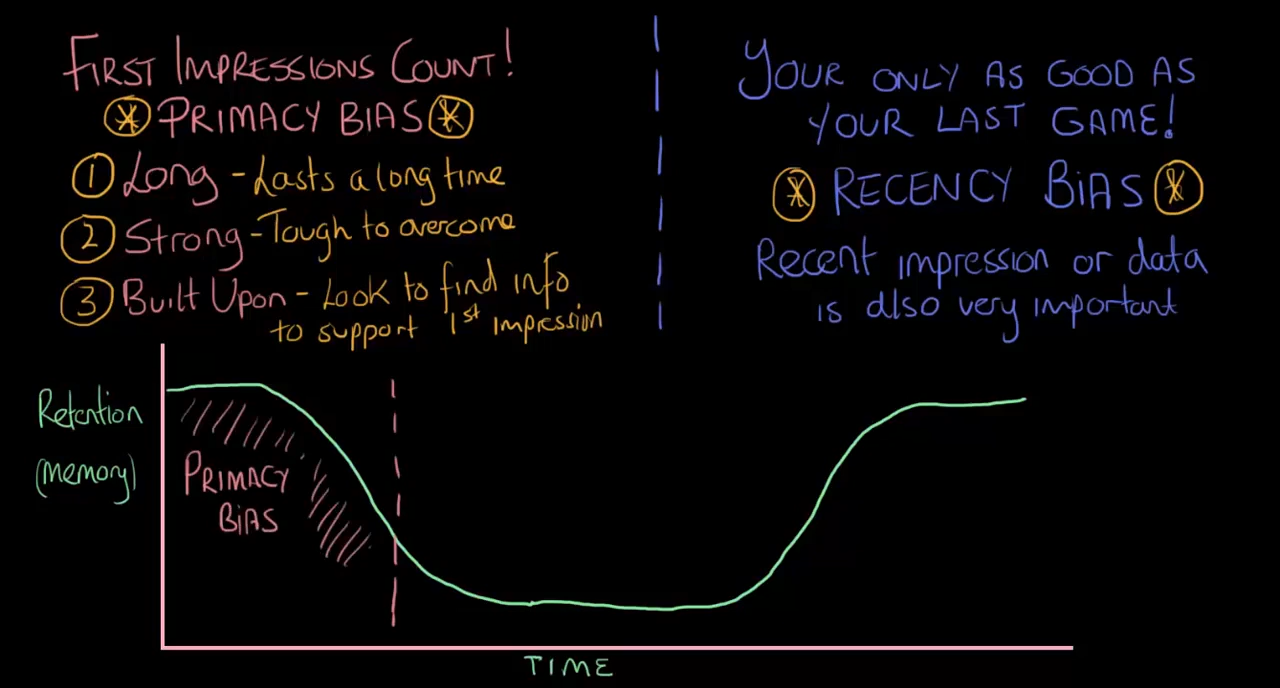 FIRST IMPRESSIONS COUNT!
* PRIMACY BIAS *
1 Long - Lasts a long time
2 Strong - Tough to overcome
3 Built Upon - Look to find info
to support 1st impression
YOUR ONLY AS GOOD AS
YOUR LAST GAME!
* RECENCY BIAS *
Recent impression or data
is also very important
Retention
(memory)
PRIMACY
BIAS
TIME